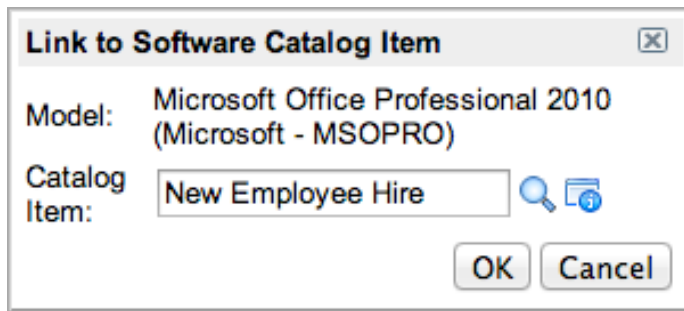 Link to Software Catalog Item
Model: Microsoft Office Professional 2010
(Microsoft - MSOPRO)
Catalog
Item: New Employee Hire
OK Cancel